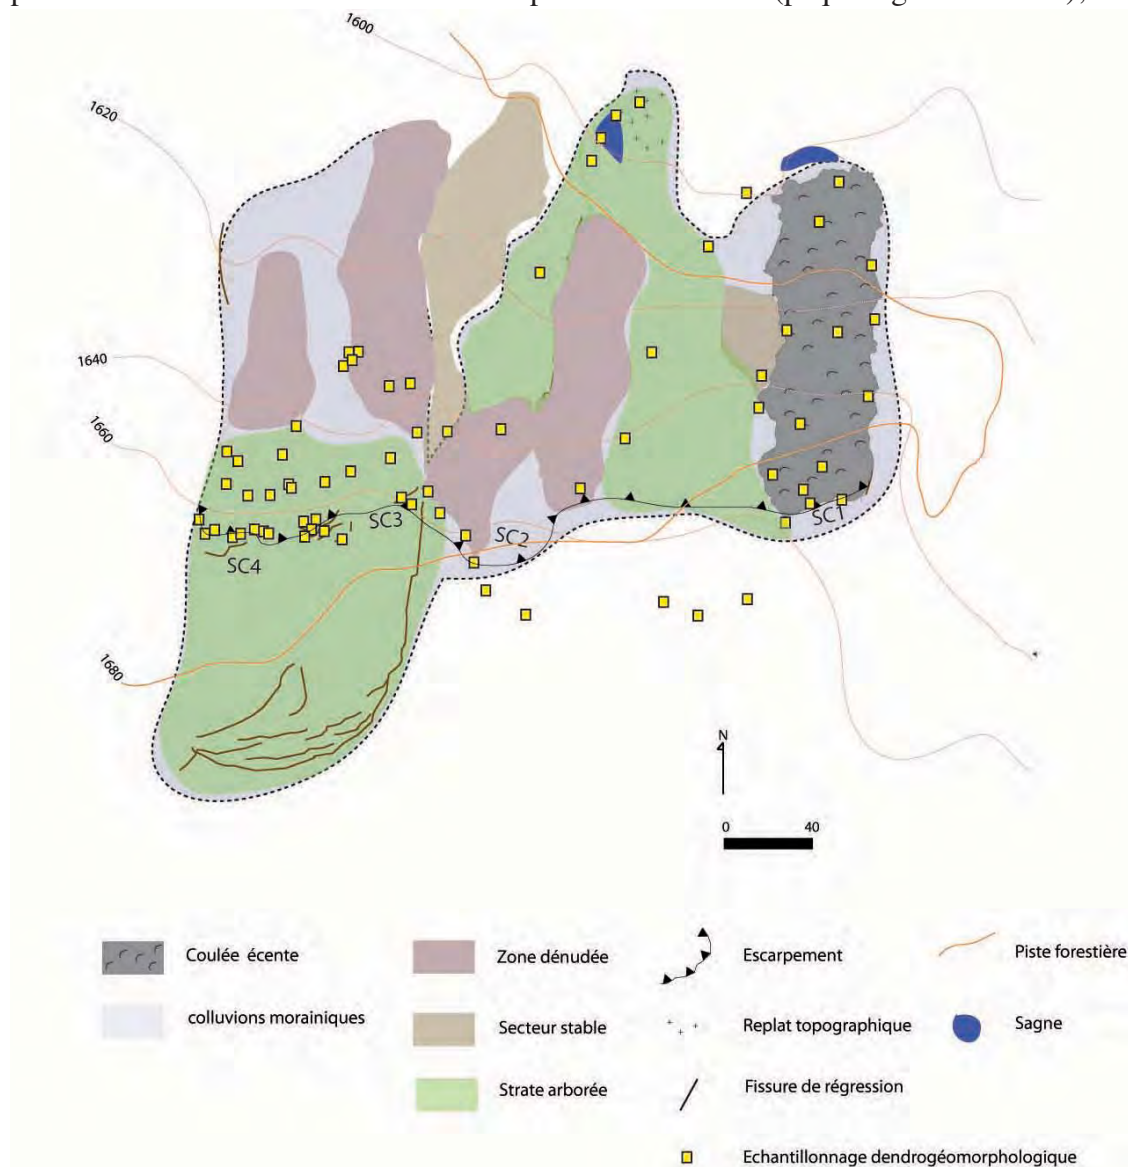 1600
1620
1640
1660
SC3
SC2
SC1
SC4
1680
N
0 40
Coulée écente Zone dénudée Escarpement Piste forestière
colluvions morainiques Secteur stable Replat topographique Sagne
Strate arborée Fissure de régression
Echantillonnage dendrogéomorphologique